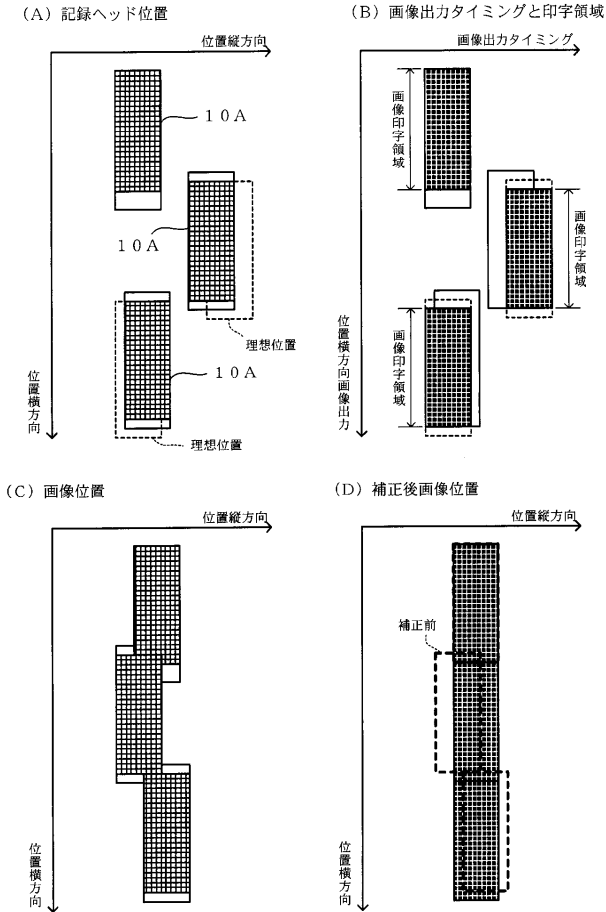 (A) 記録ヘッド位置
位置縦方向
10A
10A
理想位置
10A
理想位置
位置横方向
(B) 画像出力タイミングと印字領域
画像出力タイミング
画像印字領域
画像印字領域
画像印字領域
位置横方向画像出力
(C) 画像位置
位置縦方向
位置横方向
(D) 補正後画像位置
位置縦方向
補正前
位置横方向